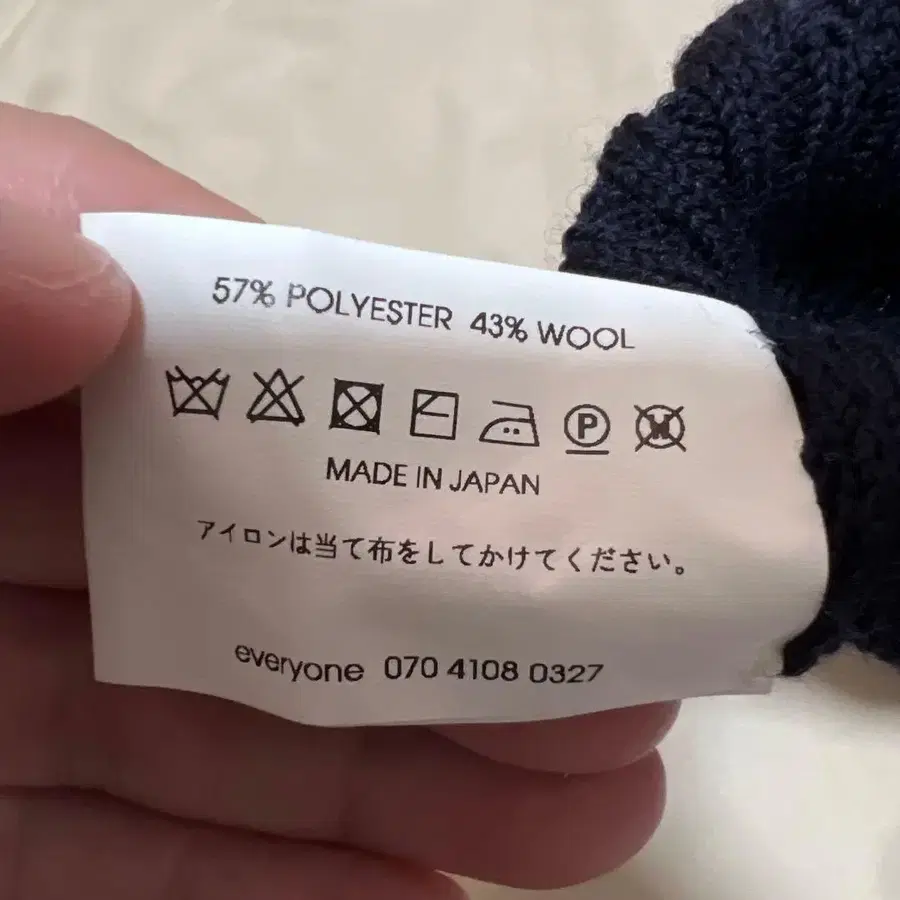 57% POLYESTER 43% WOOL
P W
MADE IN JAPAN
アイロンは当て布をしてかけてください。
everyone 070 4108 0327